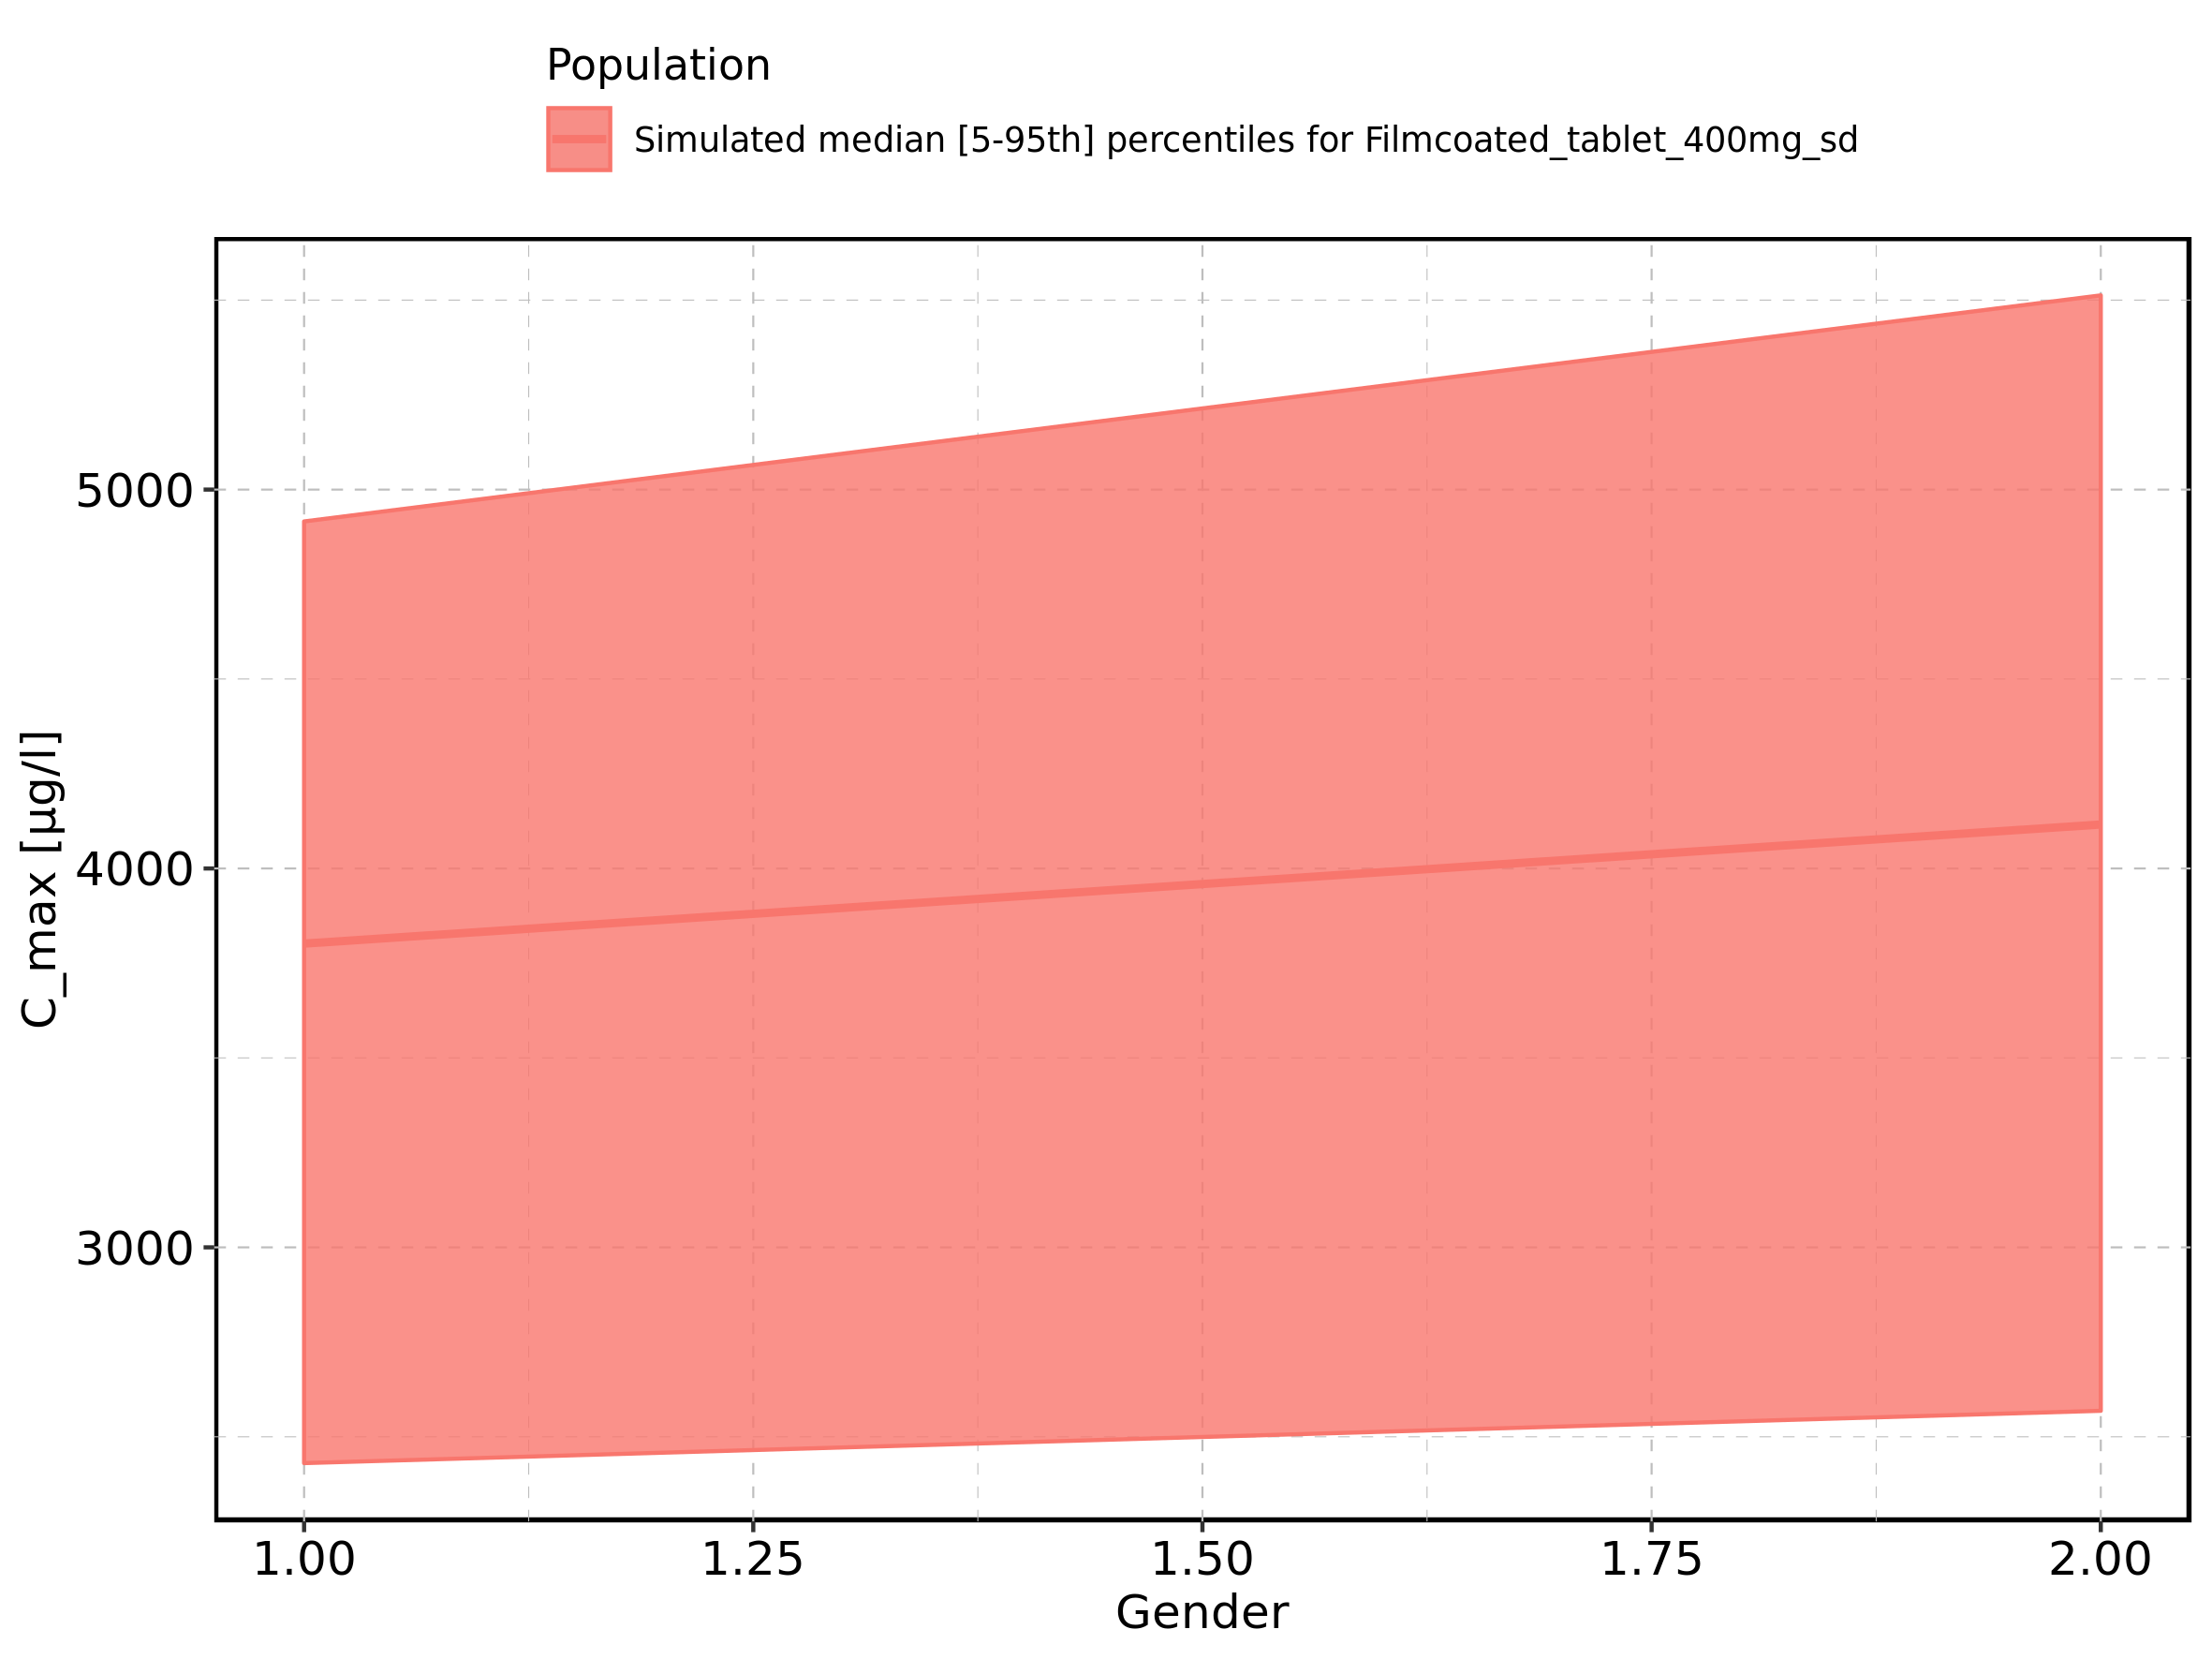 Population
Simulated median [5-95th] percentiles for Filmcoated_tablet_400mg_sd
5000
4000
3000
C_max [µg/l]
1.00 1.25 1.50 1.75 2.00
Gender